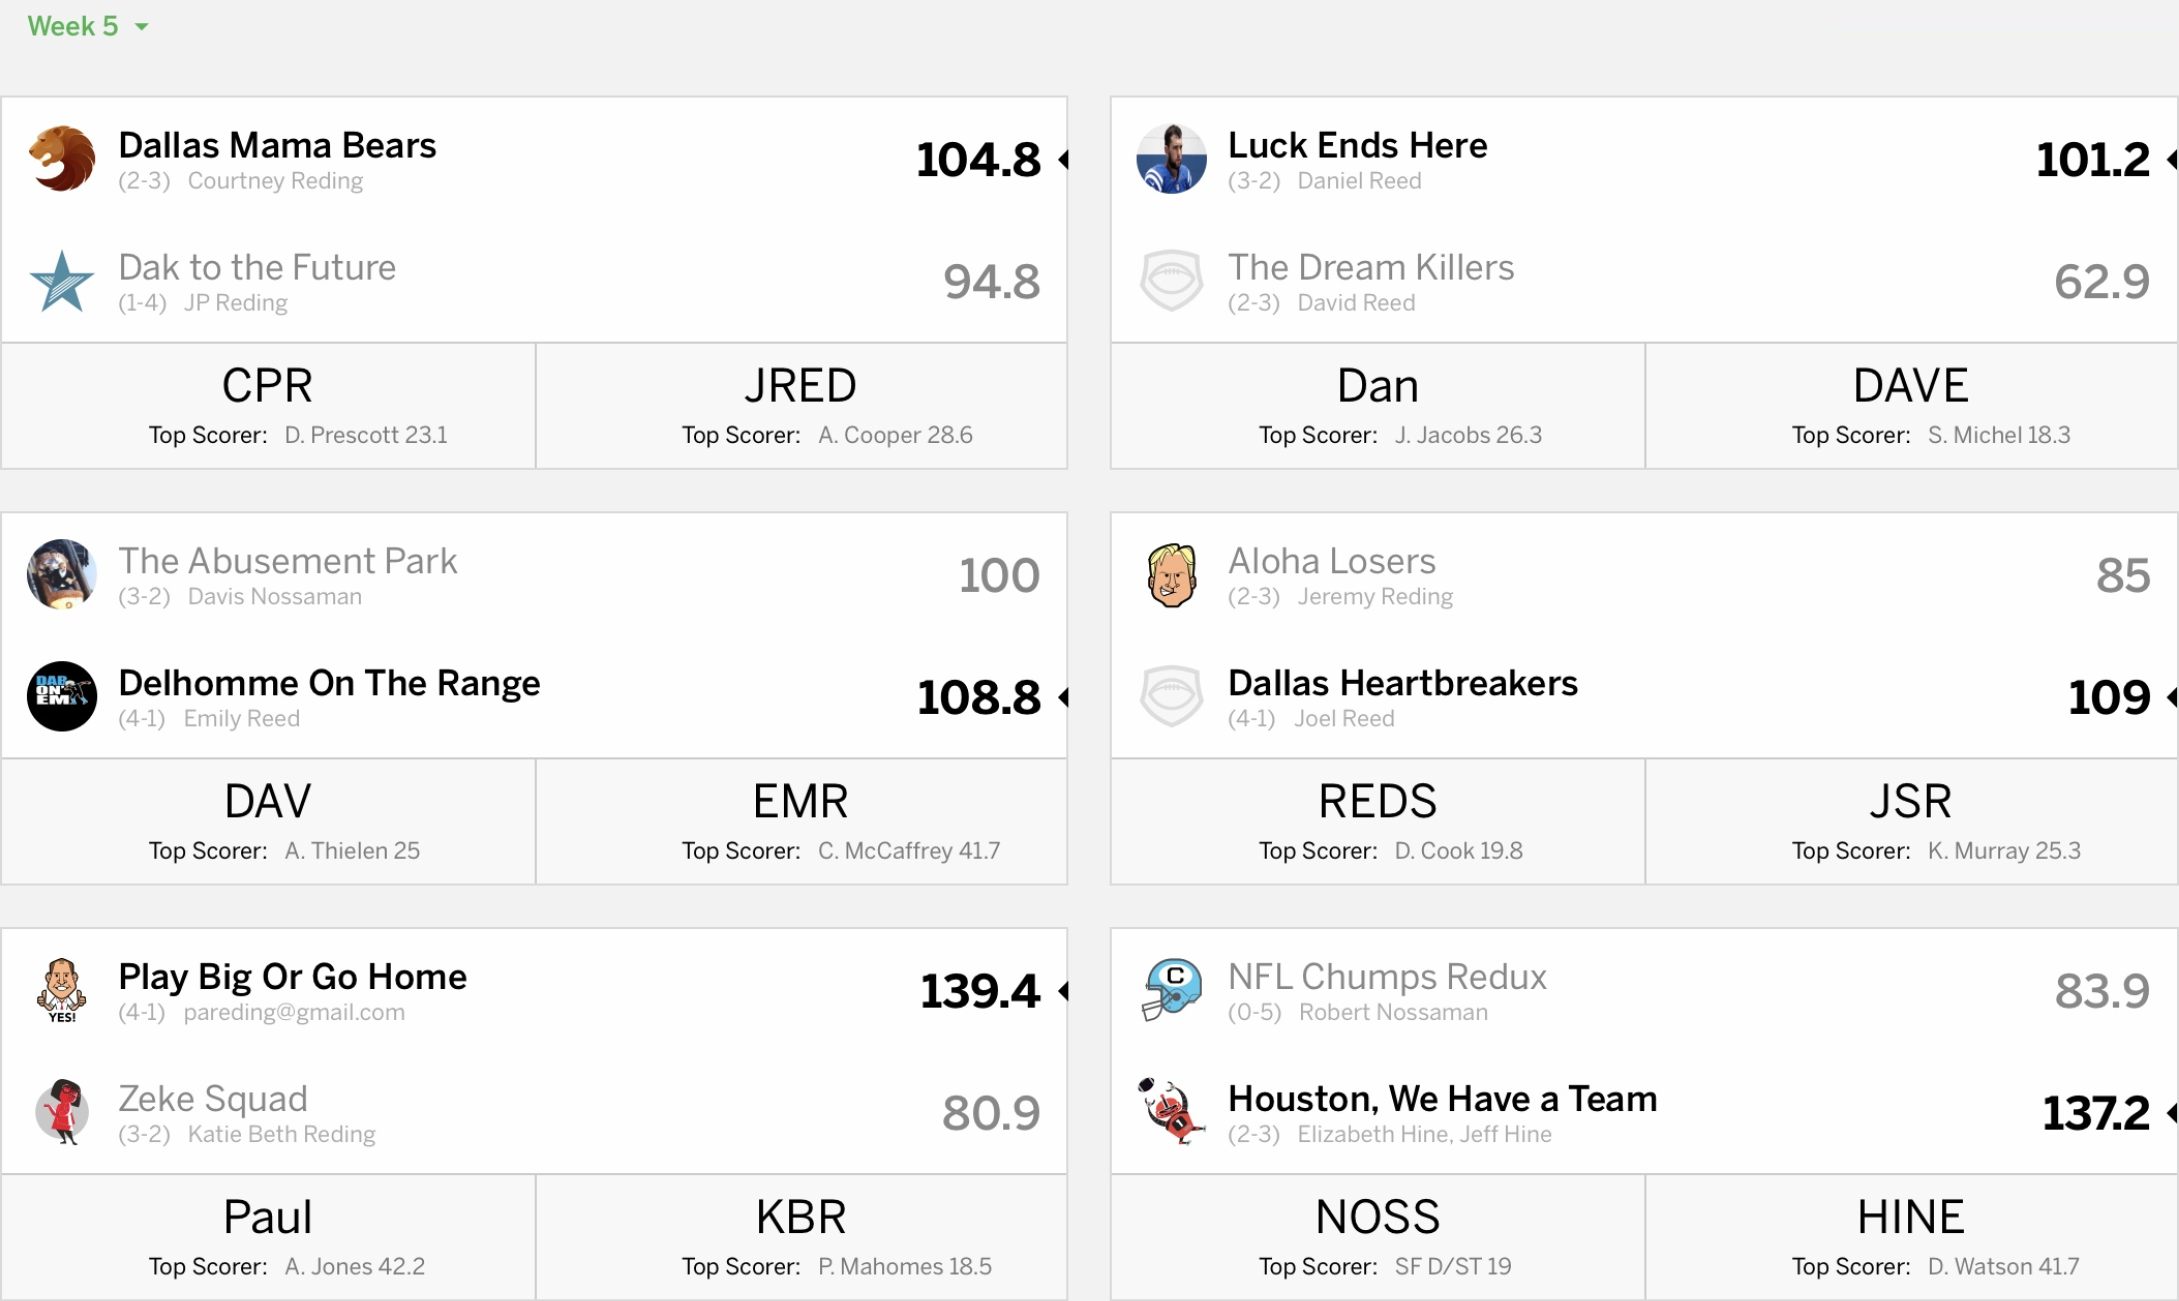 Week 5
Dallas Mama Bears
104.8
(2-3) Courtney Reding
Dak to the Future
94.8
(1-4) JP Reding
CPR
JRED
Top Scorer: D. Prescott 23.1
Top Scorer: A. Cooper 28.6
Luck Ends Here
101.2
(3-2) Daniel Reed
The Dream Killers
62.9
(2-3) David Reed
Dan
DAVE
Top Scorer: J. Jacobs 26.3
Top Scorer: S. Michel 18.3
The Abusement Park
100
(3-2) Davis Nossaman
DAB
ON
EM
Delhomme On The Range
108.8
(4-1) Emily Reed
DAV
EMR
Top Scorer: A. Thielen 25
Top Scorer: C. McCaffrey 41.7
Aloha Losers
85
(2-3) Jeremy Reding
Dallas Heartbreakers
109
(4-1) Joel Reed
REDS
JSR
Top Scorer: D. Cook 19.8
Top Scorer: K. Murray 25.3
Play Big Or Go Home
139.4
(4-1) pareding@gmail.com
YES!
Zeke Squad
80.9
(3-2) Katie Beth Reding
Paul
KBR
Top Scorer: A. Jones 42.2
Top Scorer: P. Mahomes 18.5
C
NFL Chumps Redux
83.9
(0-5) Robert Nossaman
Houston, We Have a Team
137.2
(2-3) Elizabeth Hine, Jeff Hine
1
NOSS
HINE
Top Scorer: SF D/ST 19
Top Scorer: D. Watson 41.7